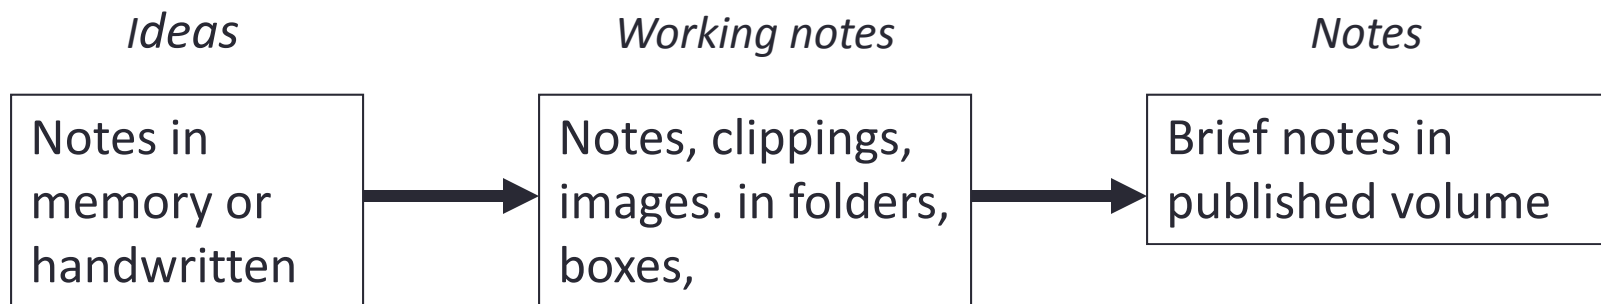 Ideas
Working notes
Notes
Notes in
memory or
handwritten
Notes, clippings,
images. in folders,
boxes,
Brief notes in
published volume